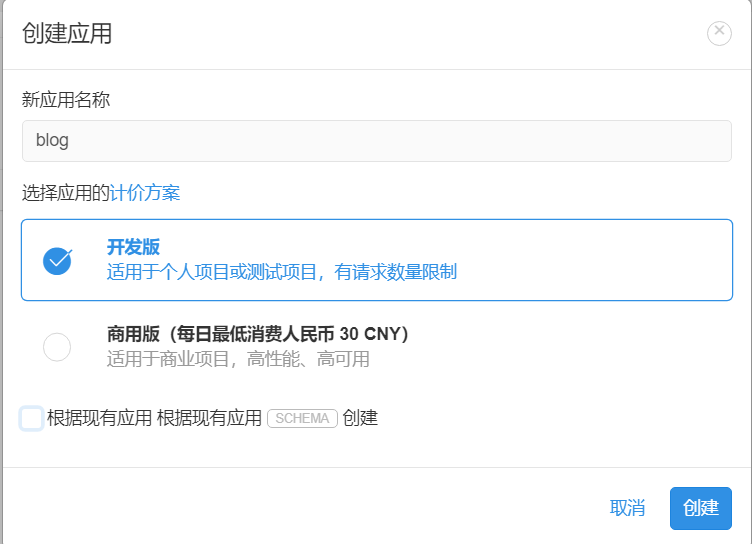 创建应用
新应用名称
blog
选择应用的计价方案
开发版
适用于个人项目或测试项目，有请求数量限制
商用版（每日最低消费人民币 30 CNY）
适用于商业项目，高性能、高可用
根据现有应用 根据现有应用 SCHEMA 创建
取消 创建